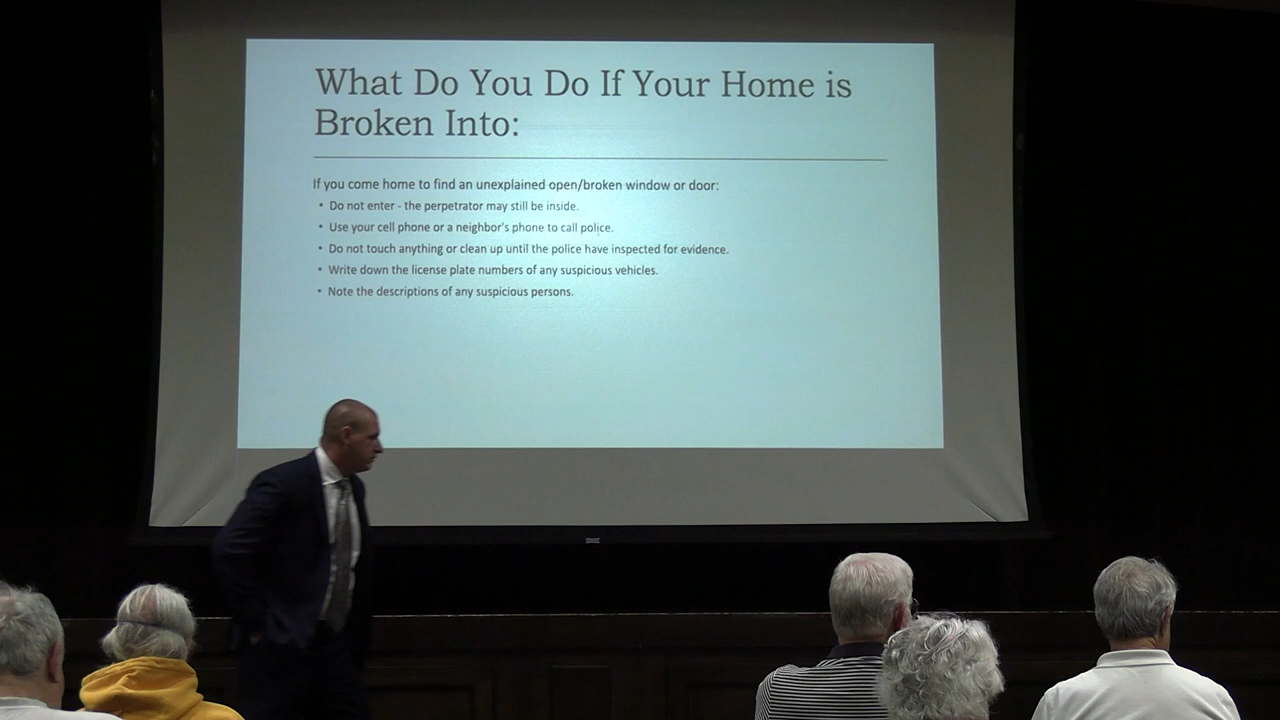 What Do You Do If Your Home is
Broken Into:
If you come home to find an unexplained open/broken window or door:
• Do not enter - the perpetrator may still be inside.
• Use your cell phone or a neighbor's phone to call police.
• Do not touch anything or clean up until the police have inspected for evidence.
• Write down the license plate numbers of any suspicious vehicles.
• Note the descriptions of any suspicious persons.